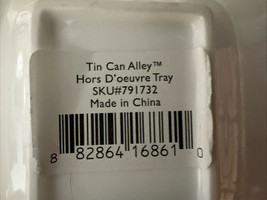 Tin Can Alley™
Hors D'oeuvre Tray
SKU#791732
Made in China
8 82864 16861 0